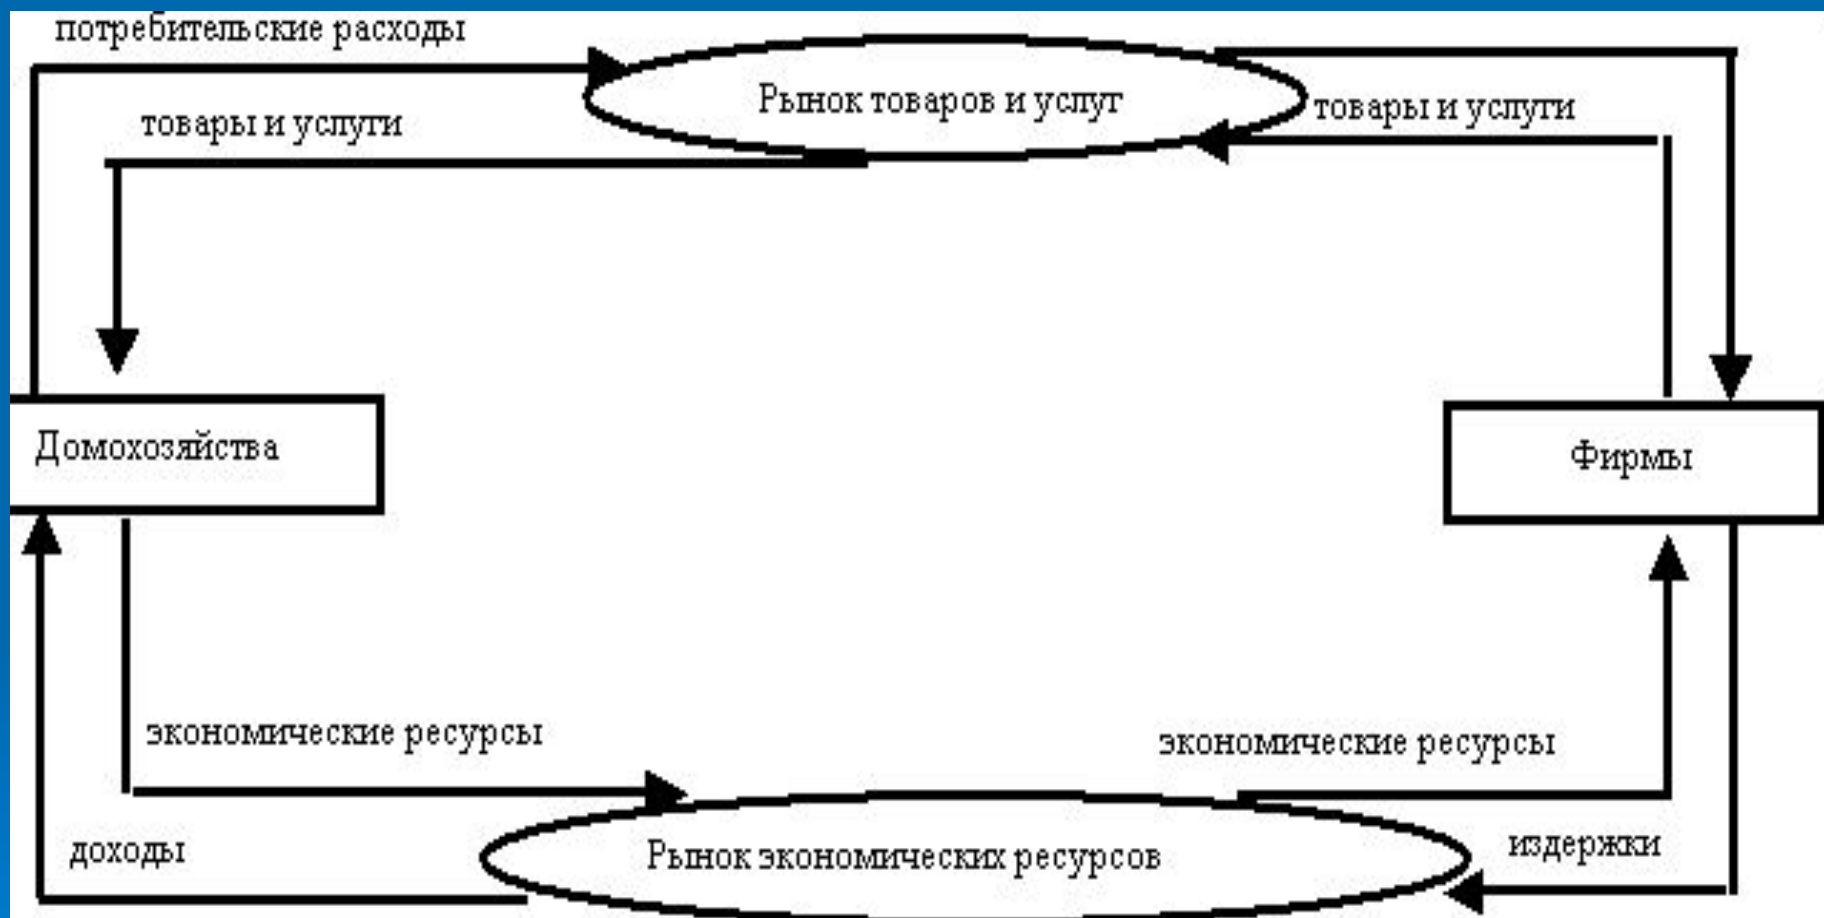 потребительские расходы
Рынок товаров и услуг
товары и услуги
товары и услуги
Домохозяйства
Фирмы
экономические ресурсы
экономические ресурсы
доходы
Рынок экономических ресурсов
издержки